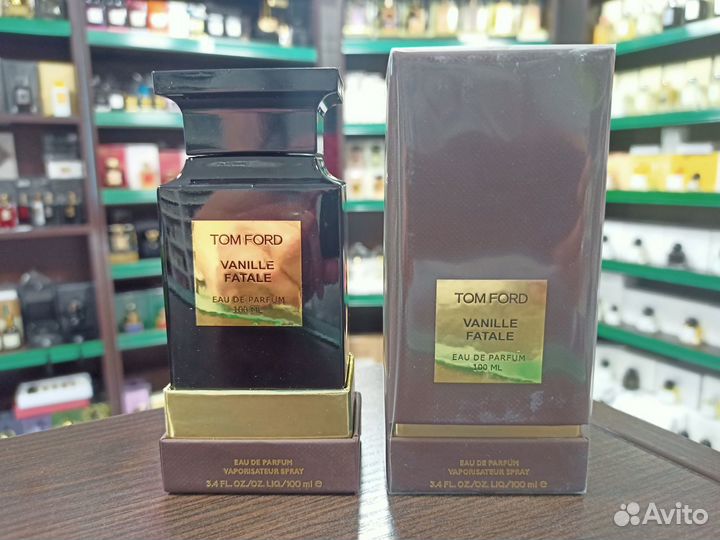 TOM FORD
VANILLE
FATALE
EAU DE PARFUM
100 ML
EAU DE PARFUM
VAPORISATEUR SPRAY
3.4 FL.OZ./OZ. LIQ./100 ml ℮
TOM FORD
VANILLE
FATALE
EAU DE PARFUM
100 ML
EAU DE PARFUM
VAPORISATEUR SPRAY
3.4 FL.OZ./OZ. LIQ./100 ml ℮
Avito